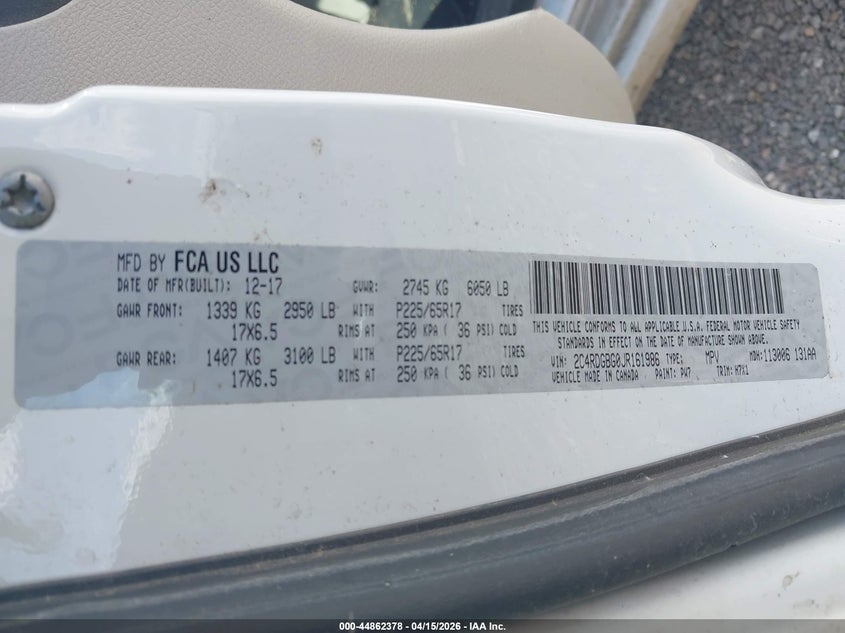 MFD BY FCA US LLC
DATE OF MFR(BUILT): 12-17 GVWR: 2745 KG 6050 LB
GAWR FRONT: 1339 KG 2950 LB WITH P225/65R17 TIRES
17X6.5 RIMS AT 250 KPA ( 36 PSI) COLD
GAWR REAR: 1407 KG 3100 LB WITH P225/65R17 TIRES
17X6.5 RIMS AT 250 KPA ( 36 PSI) COLD
THIS VEHICLE CONFORMS TO ALL APPLICABLE U.S.A. FEDERAL MOTOR VEHICLE SAFETY
STANDARDS IN EFFECT ON THE DATE OF MANUFACTURE SHOWN ABOVE.
VIN: 2C4RDGBG0JR161986 TYPE: MPV MDH: 113006 131AA
VEHICLE MADE IN CANADA PAINT: PW7 TRIM: H7X1
000-44862378 - 04/15/2026 - IAA Inc.